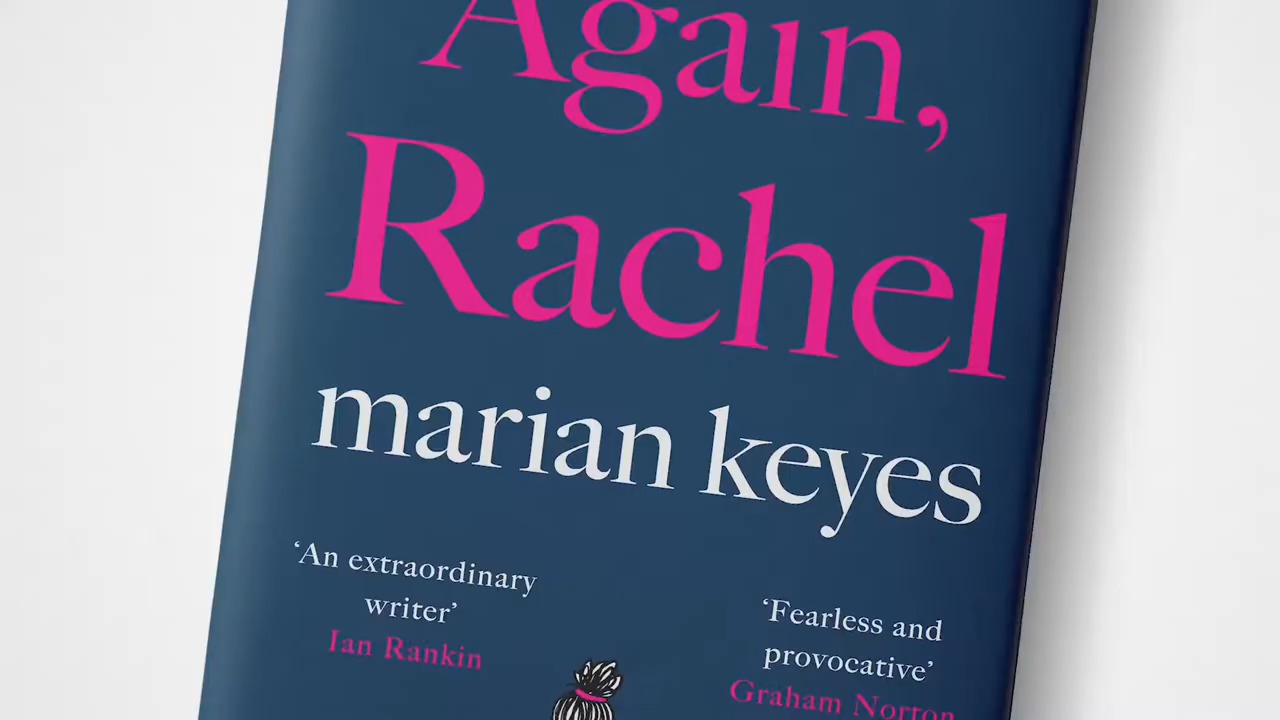 Again,
Rachel
marian keyes
‘An extraordinary
writer’
Ian Rankin
‘Fearless and
provocative’
Graham Norton